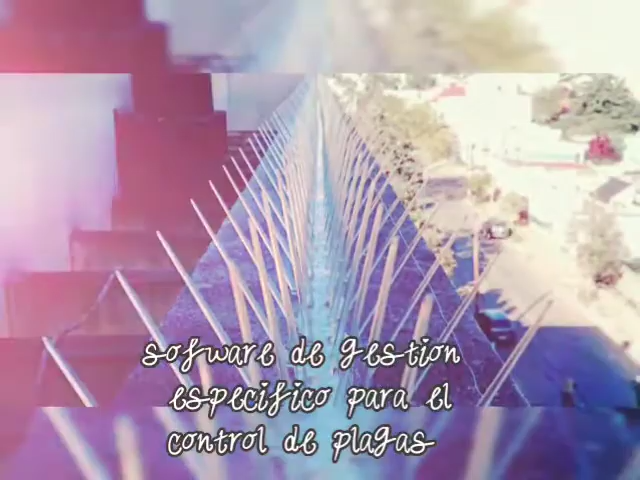 sofware de gestion
especifico para el
control de plagas